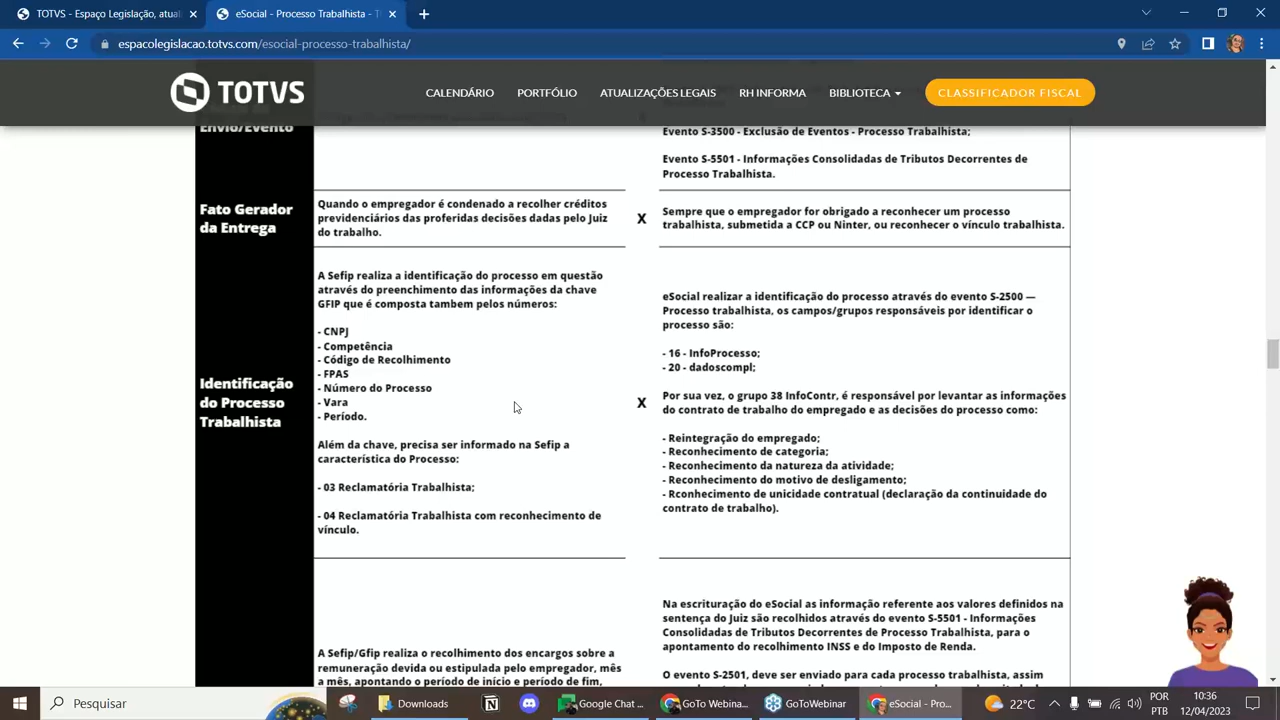 TOTVS - Espaço Legislação, atual
eSocial - Processo Trabalhista - T
espacolegislacao.totvs.com/esocial-processo-trabalhista/
TOTVS
CALENDÁRIO
PORTFÓLIO
ATUALIZAÇÕES LEGAIS
RH INFORMA
BIBLIOTECA
CLASSIFICADOR FISCAL
Envio/Evento
Evento S-3500 - Exclusão de Eventos - Processo Trabalhista;
Evento S-5501 - Informações Consolidadas de Tributos Decorrentes de
Processo Trabalhista.
Fato Gerador
da Entrega
Quando o empregador é condenado a recolher créditos
previdenciários das proferidas decisões dadas pelo Juiz
do trabalho.
X
Sempre que o empregador for obrigado a reconhecer um processo
trabalhista, submetida a CCP ou Ninter, ou reconhecer o vínculo trabalhista.
Identificação
do Processo
Trabalhista
A Sefip realiza a identificação do processo em questão
através do preenchimento das informações da chave
GFIP que é composta tambem pelos números:
- CNPJ
- Competência
- Código de Recolhimento
- FPAS
- Número do Processo
- Vara
- Período.
Além da chave, precisa ser informado na Sefip a
característica do Processo:
- 03 Reclamatória Trabalhista;
- 04 Reclamatória Trabalhista com reconhecimento de
vínculo.
X
eSocial realizar a identificação do processo através do evento S-2500 —
Processo trabalhista, os campos/grupos responsáveis por identificar o
processo são:
- 16 - InfoProcesso;
- 20 - dadoscompl;
Por sua vez, o grupo 38 InfoContr, é responsável por levantar as informações
do contrato de trabalho do empregado e as decisões do processo como:
- Reintegração do empregado;
- Reconhecimento de categoria;
- Reconhecimento da natureza da atividade;
- Reconhecimento do motivo de desligamento;
- Rconhecimento de unicidade contratual (declaração da continuidade do
contrato de trabalho).
A Sefip/Gfip realiza o recolhimento dos encargos sobre a
remuneração devida ou estipulada pelo empregador, mês
a mês, apontando o período de início e período de fim,
Na escrituração do eSocial as informação referente aos valores definidos na
sentença do Juiz são recolhidos através do evento S-5501 - Informações
Consolidadas de Tributos Decorrentes de Processo Trabalhista, para o
apontamento do recolhimento INSS e do Imposto de Renda.
O evento S-2501, deve ser enviado para cada processo trabalhista, assim
Pesquisar
Downloads
Google Chat ...
GoTo Webina...
GoToWebinar
eSocial - Pro...
22°C
POR
PTB
10:36
12/04/2023